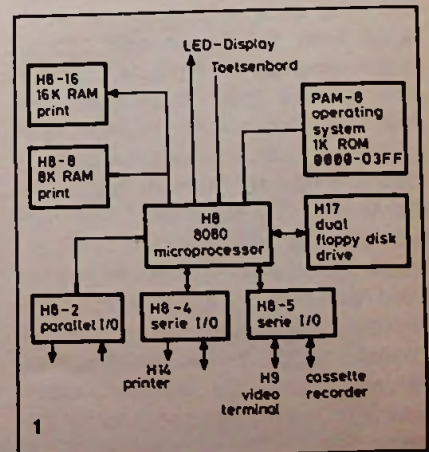 LED-Display
Toetsenbord
H8-16
16K RAM
print
H8-8
8K RAM
print
PAM-8
operating
system
1K ROM
0000-03FF
H8
8080
microprocessor
H17
dual
floppy disk
drive
H8-2
parallel I/O
H8-4
serie I/O
H8-5
serie I/O
H14
printer
H9
video
terminal
cassette
recorder
1